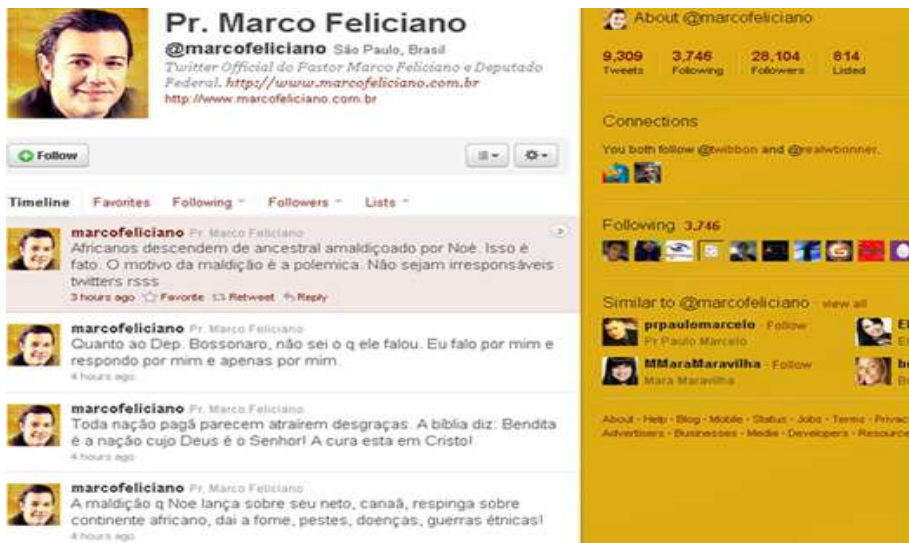 Pr. Marco Feliciano
@marcofeliciano São Paulo, Brasil
Twitter Official do Pastor Marco Feliciano e Deputado
Federal. http://www.marcofeliciano.com.br
http://www.marcofeliciano.com.br
Follow
Timeline Favorites Following Followers Lists
marcofeliciano Pr. Marco Feliciano
Africanos descendem de ancestral amaldiçoado por Noé. Isso é
fato. O motivo da maldição é a polemica. Não sejam irresponsáveis
twitters rsss
3 hours ago Favorite Retweet Reply
marcofeliciano Pr. Marco Feliciano
Quanto ao Dep. Bossonaro, não sei o q ele falou. Eu falo por mim e
respondo por mim e apenas por mim.
4 hours ago
marcofeliciano Pr. Marco Feliciano
Toda nação pagã parecem atraírem desgraças. A bíblia diz: Bendita
é a nação cujo Deus é o Senhor! A cura esta em Cristo!
4 hours ago
marcofeliciano Pr. Marco Feliciano
A maldição q Noe lança sobre seu neto, canaã, respinga sobre
continente africano, dai a fome, pestes, doenças, guerras étnicas!
4 hours ago
About @marcofeliciano
9,309 3,746 28,104 814
Tweets Following Followers Listed
Connections
You both follow @twibbon and @realwbonner.
Following 3,746
Similar to @marcofeliciano · view all
prpaulomarcelo · Follow
Pr Paulo Marcelo
MMaraMaravilha · Follow
Mara Maravilha
About · Help · Blog · Mobile · Status · Jobs · Terms · Privac
Advertisers · Businesses · Media · Developers · Resource